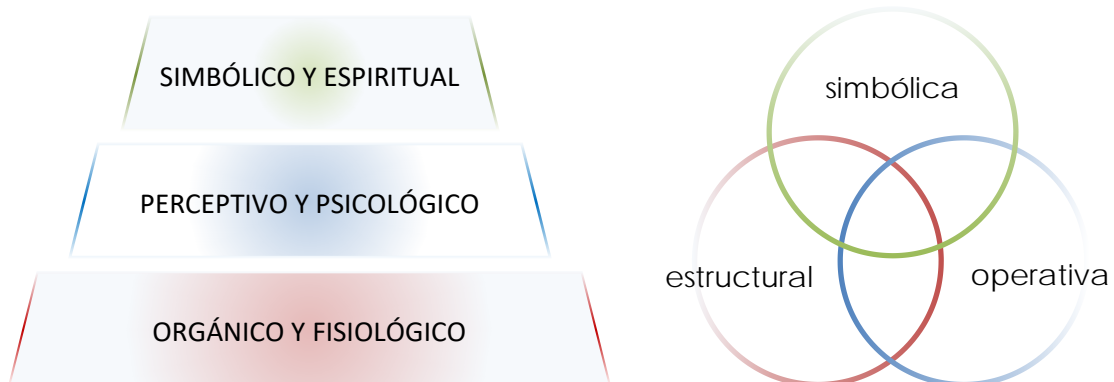 SIMBÓLICO Y ESPIRITUAL
PERCEPTIVO Y PSICOLÓGICO
ORGÁNICO Y FISIOLÓGICO
simbólica
estructural
operativa